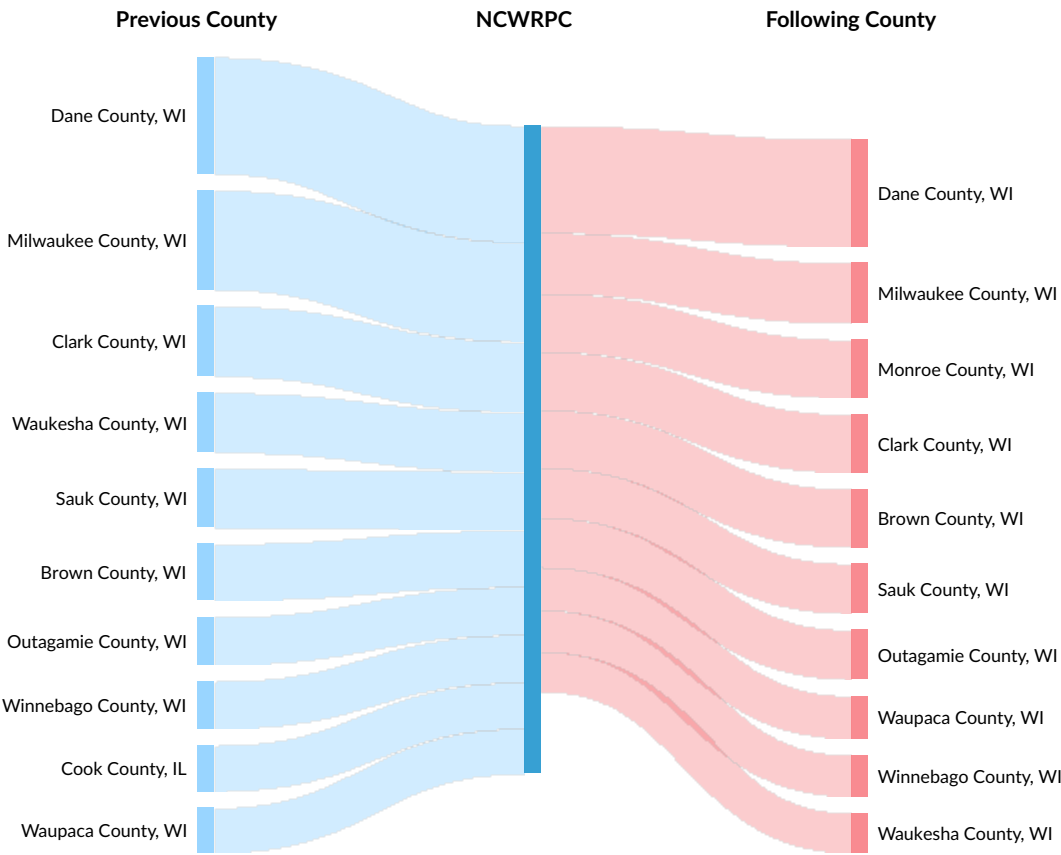 Previous County
NCWRPC
Following County
Dane County, WI
Milwaukee County, WI
Clark County, WI
Waukesha County, WI
Sauk County, WI
Brown County, WI
Outagamie County, WI
Winnebago County, WI
Cook County, IL
Waupaca County, WI
Dane County, WI
Milwaukee County, WI
Monroe County, WI
Clark County, WI
Brown County, WI
Sauk County, WI
Outagamie County, WI
Waupaca County, WI
Winnebago County, WI
Waukesha County, WI